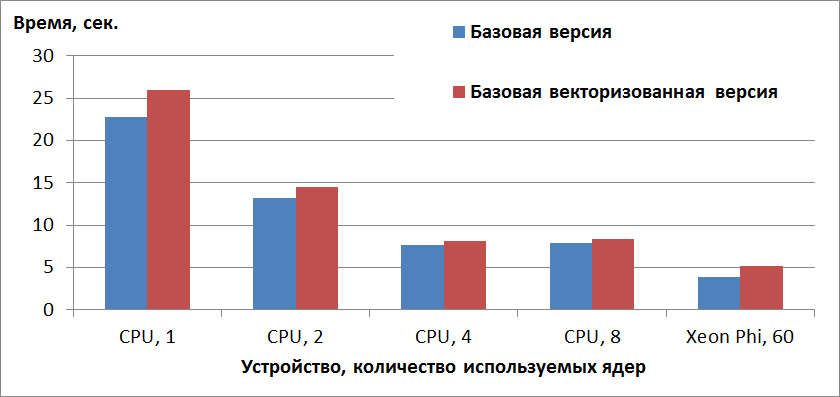 Время, сек.
Базовая версия
Базовая векторизованная версия
30
25
20
15
10
5
0
CPU, 1
CPU, 2
CPU, 4
CPU, 8
Xeon Phi, 60
Устройство, количество используемых ядер